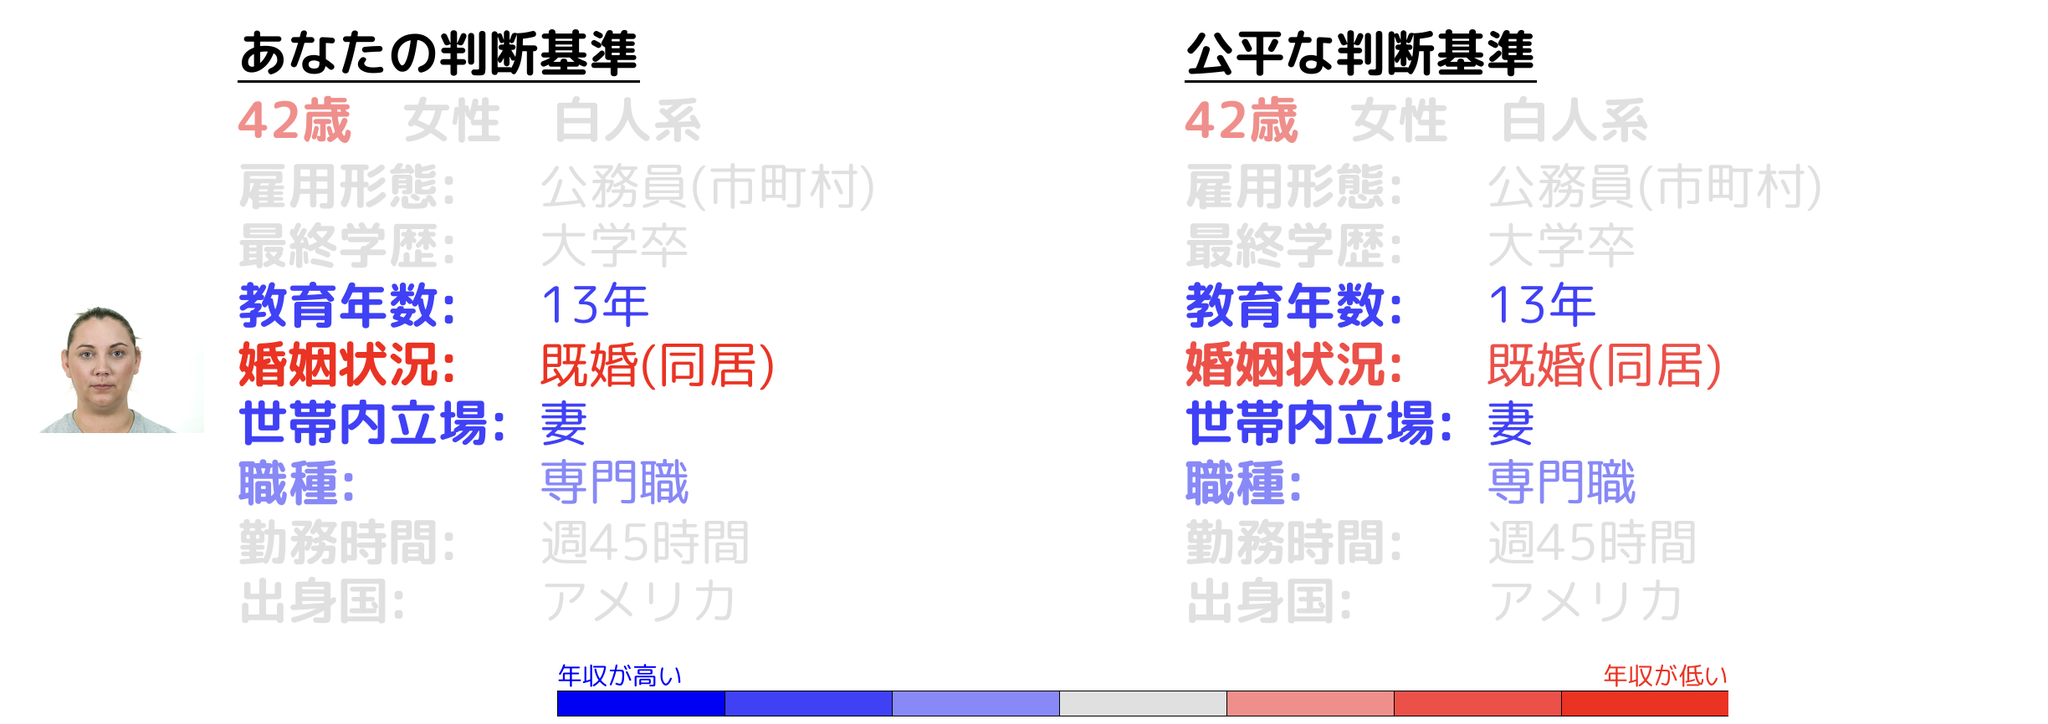 あなたの判断基準
42歳 女性 白人系
雇用形態: 公務員(市町村)
最終学歴: 大学卒
教育年数: 13年
婚姻状況: 既婚(同居)
世帯内立場: 妻
職種: 専門職
勤務時間: 週45時間
出身国: アメリカ
公平な判断基準
42歳 女性 白人系
雇用形態: 公務員(市町村)
最終学歴: 大学卒
教育年数: 13年
婚姻状況: 既婚(同居)
世帯内立場: 妻
職種: 専門職
勤務時間: 週45時間
出身国: アメリカ
年収が高い 年収が低い